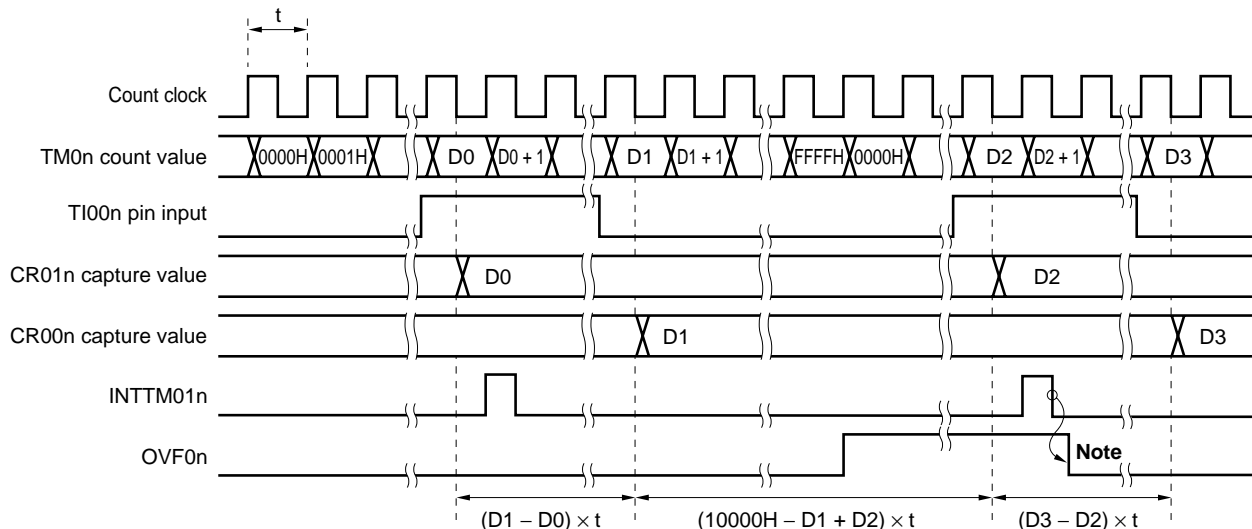 t
Count clock
TM0n count value 0000H 0001H D0 D0 + 1 D1 D1 + 1 FFFFH 0000H D2 D2 + 1 D3
TI00n pin input
CR01n capture value D0 D2
CR00n capture value D1 D3
INTTM01n
OVF0n Note
(D1 − D0) × t (10000H − D1 + D2) × t (D3 − D2) × t